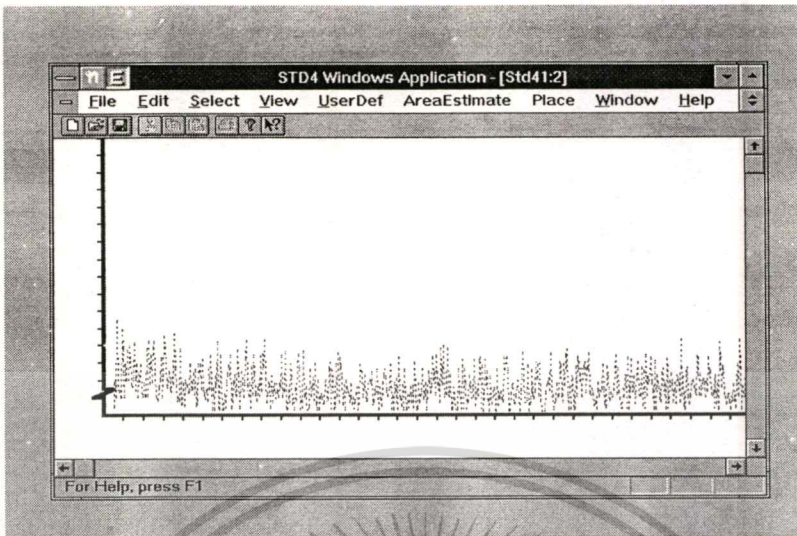 STD4 Windows Application - [Std41:2]
File Edit Select View UserDef AreaEstimate Place Window Help
For Help, press F1